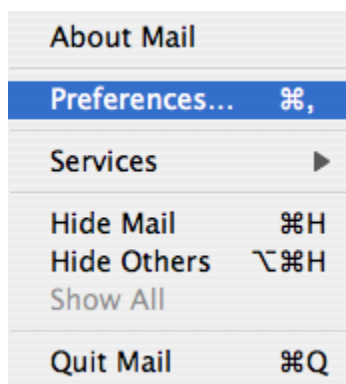 About Mail
Preferences... ⌘,
Services ▶
Hide Mail ⌘H
Hide Others ⌥⌘H
Show All
Quit Mail ⌘Q